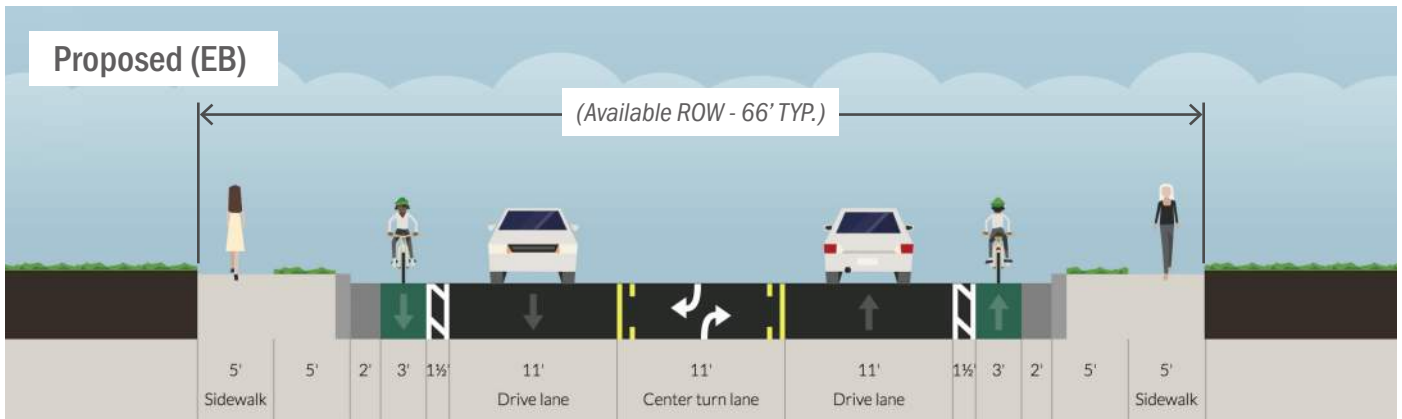 Proposed (EB)
(Available ROW - 66’ TYP.)
5' 5' 2' 3' 1½' 11' 11' 11' 1½' 3' 2' 5' 5'
Sidewalk Drive lane Center turn lane Drive lane Sidewalk